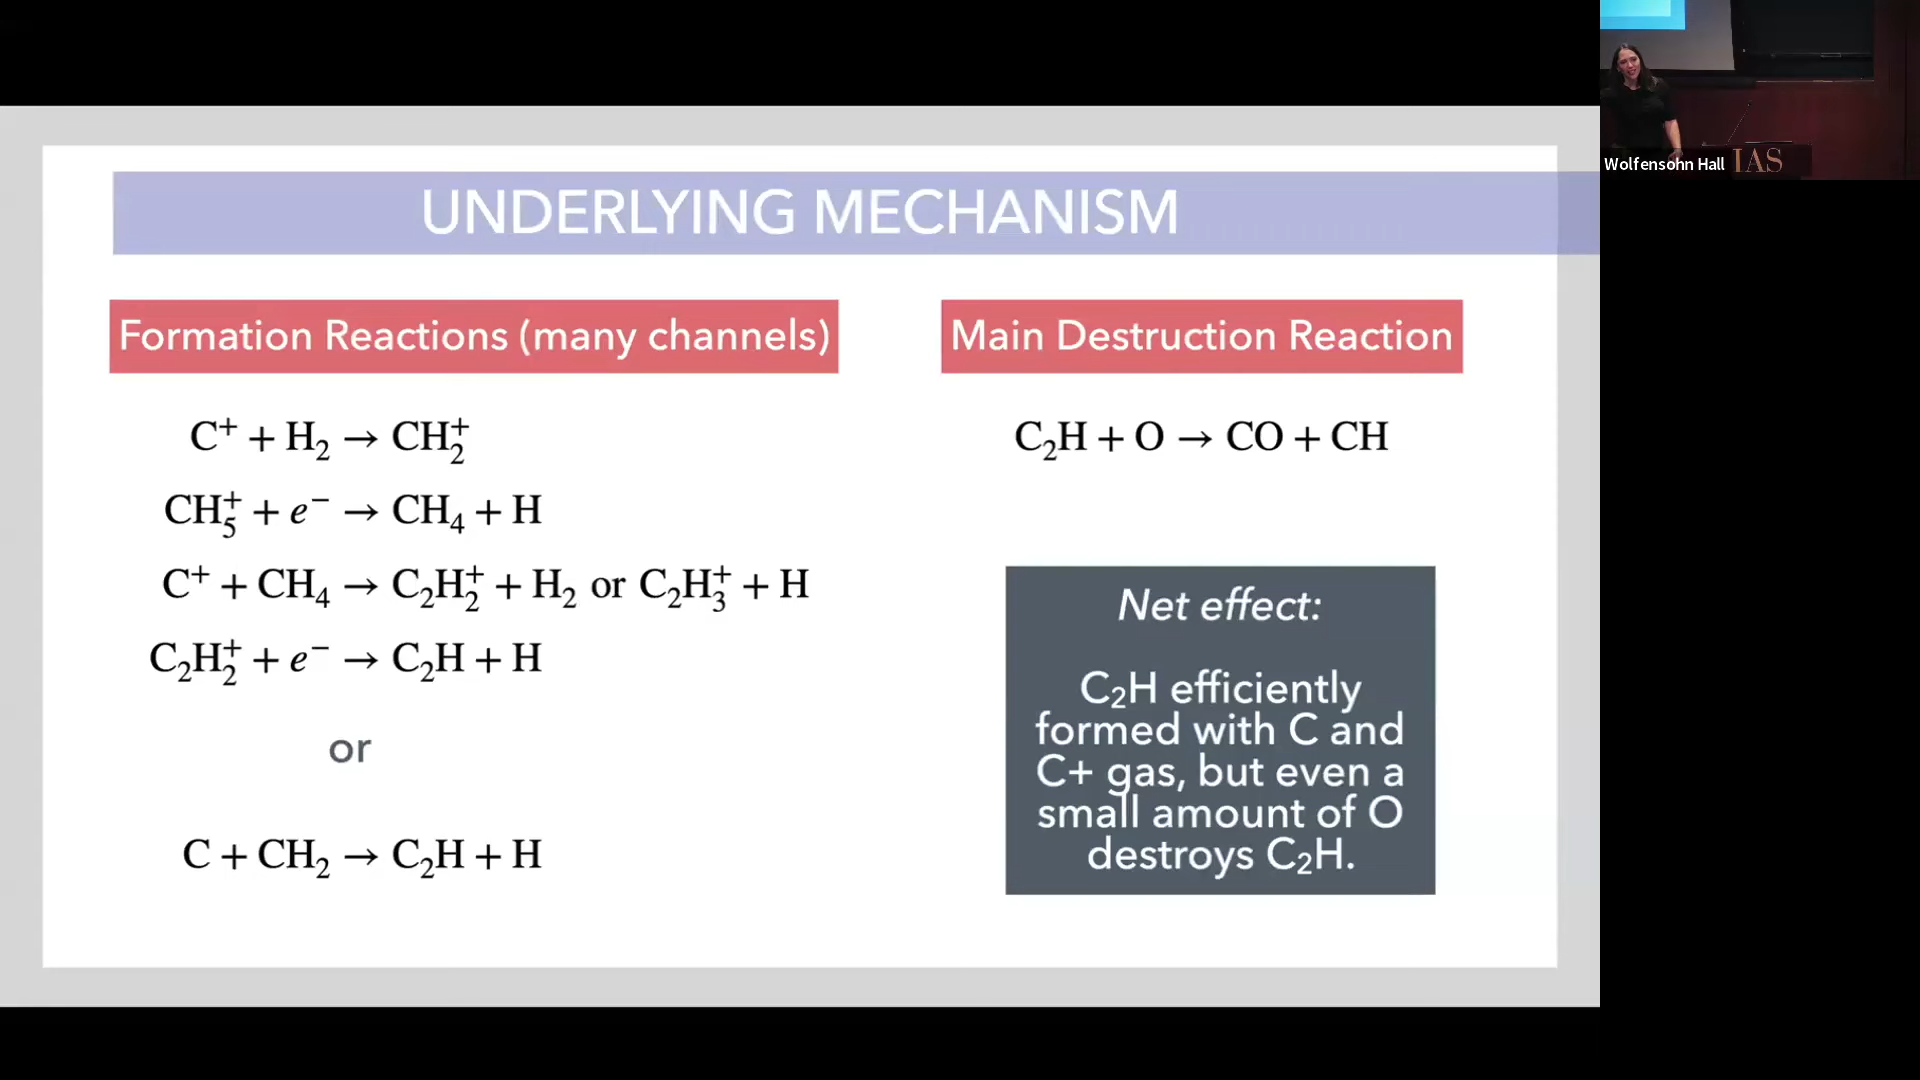 UNDERLYING MECHANISM
Formation Reactions (many channels)
C⁺ + H₂ → CH₂⁺
CH₅⁺ + e⁻ → CH₄ + H
C⁺ + CH₄ → C₂H₂⁺ + H₂ or C₂H₃⁺ + H
C₂H₂⁺ + e⁻ → C₂H + H
or
C + CH₂ → C₂H + H
Main Destruction Reaction
C₂H + O → CO + CH
Net effect:
C₂H efficiently
formed with C and
C+ gas, but even a
small amount of O
destroys C₂H.
Wolfensohn Hall
IAS